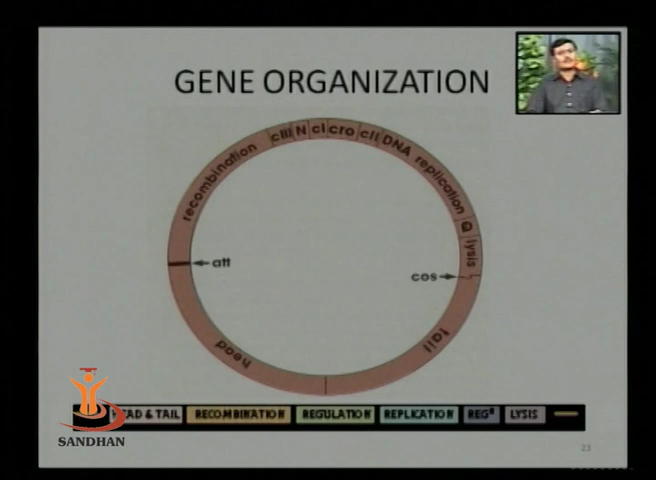 GENE ORGANIZATION
recombination cIII N cI cro cII DNA replication Q lysis
att
cos
head
tail
HEAD & TAIL RECOMBINATION REGULATION REPLICATION REG LYSIS
SANDHAN
23